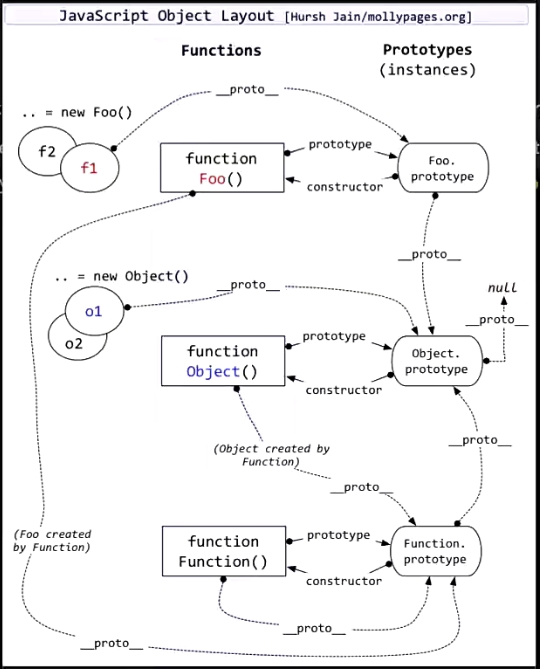 JavaScript Object Layout [Hursh Jain/mollypages.org]
Functions
Prototypes
(instances)
__proto__
.. = new Foo()
f2
f1
function
Foo()
prototype
constructor
Foo.
prototype
__proto__
.. = new Object()
__proto__
null
__proto__
o1
o2
function
Object()
prototype
constructor
Object.
prototype
(Object created by
Function)
__proto__
__proto__
(Foo created
by Function)
function
Function()
prototype
constructor
Function.
prototype
__proto__
__proto__